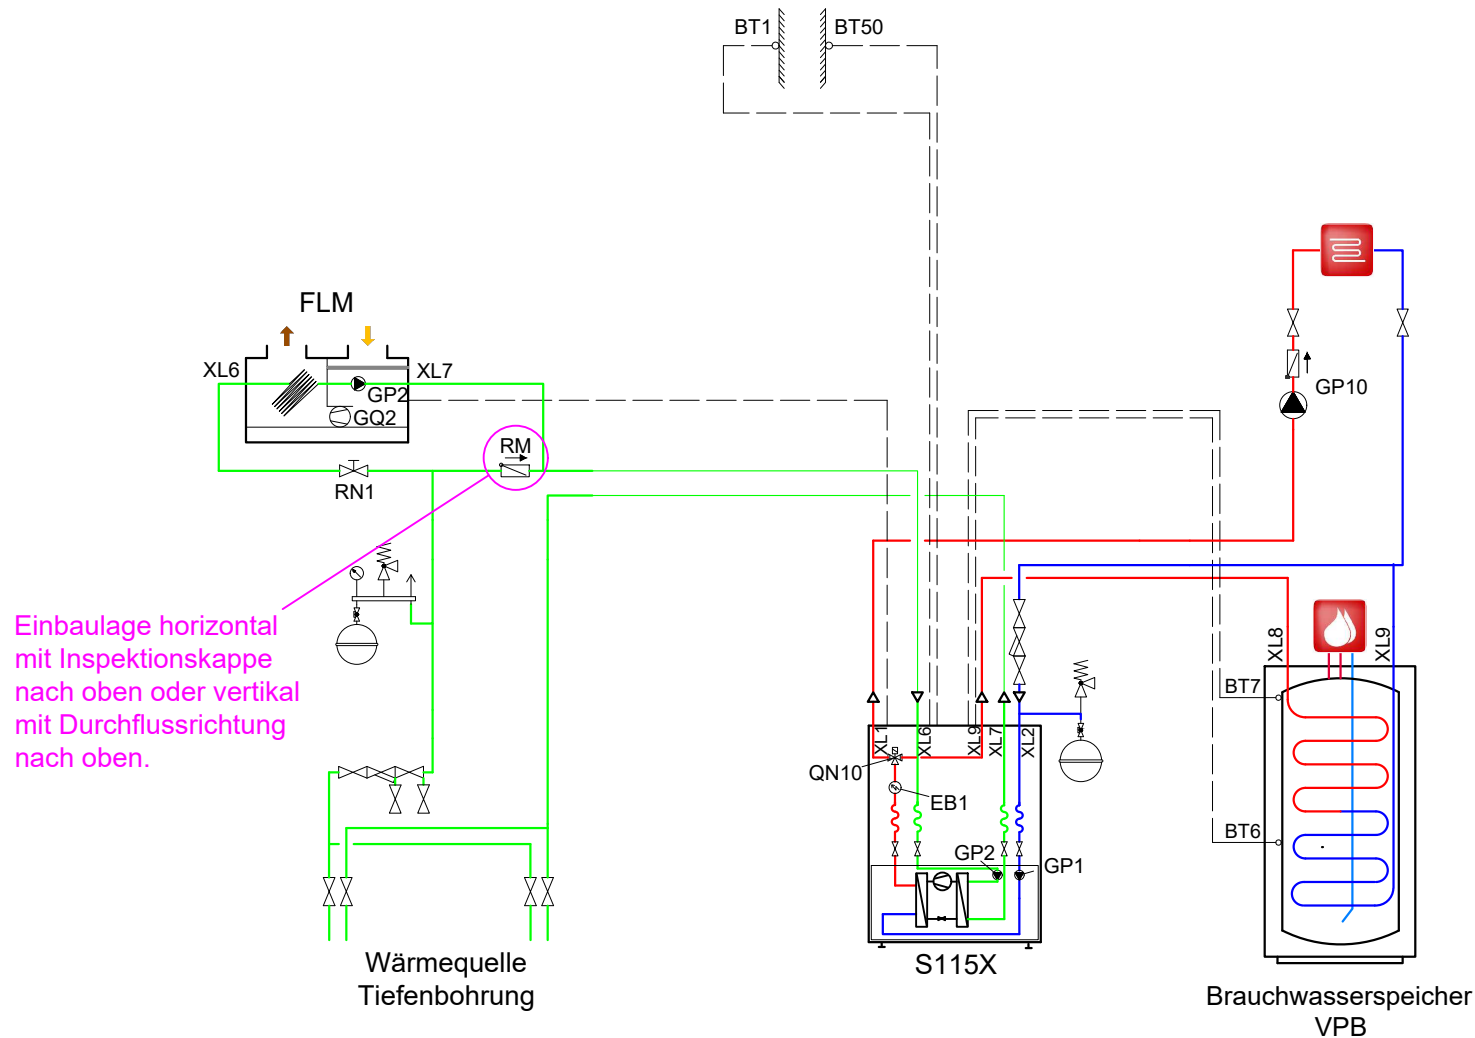 BT1
BT50
FLM
XL6
XL7
GP2
GQ2
RM
RN1
GP10
Einbaulage horizontal
mit Inspektionskappe
nach oben oder vertikal
mit Durchflussrichtung
nach oben.
XL8
XL9
BT7
BT6
XL1
XL6
XL9
XL7
XL2
QN10
EB1
GP2
GP1
S115X
Wärmequelle
Tiefenbohrung
Brauchwasserspeicher
VPB